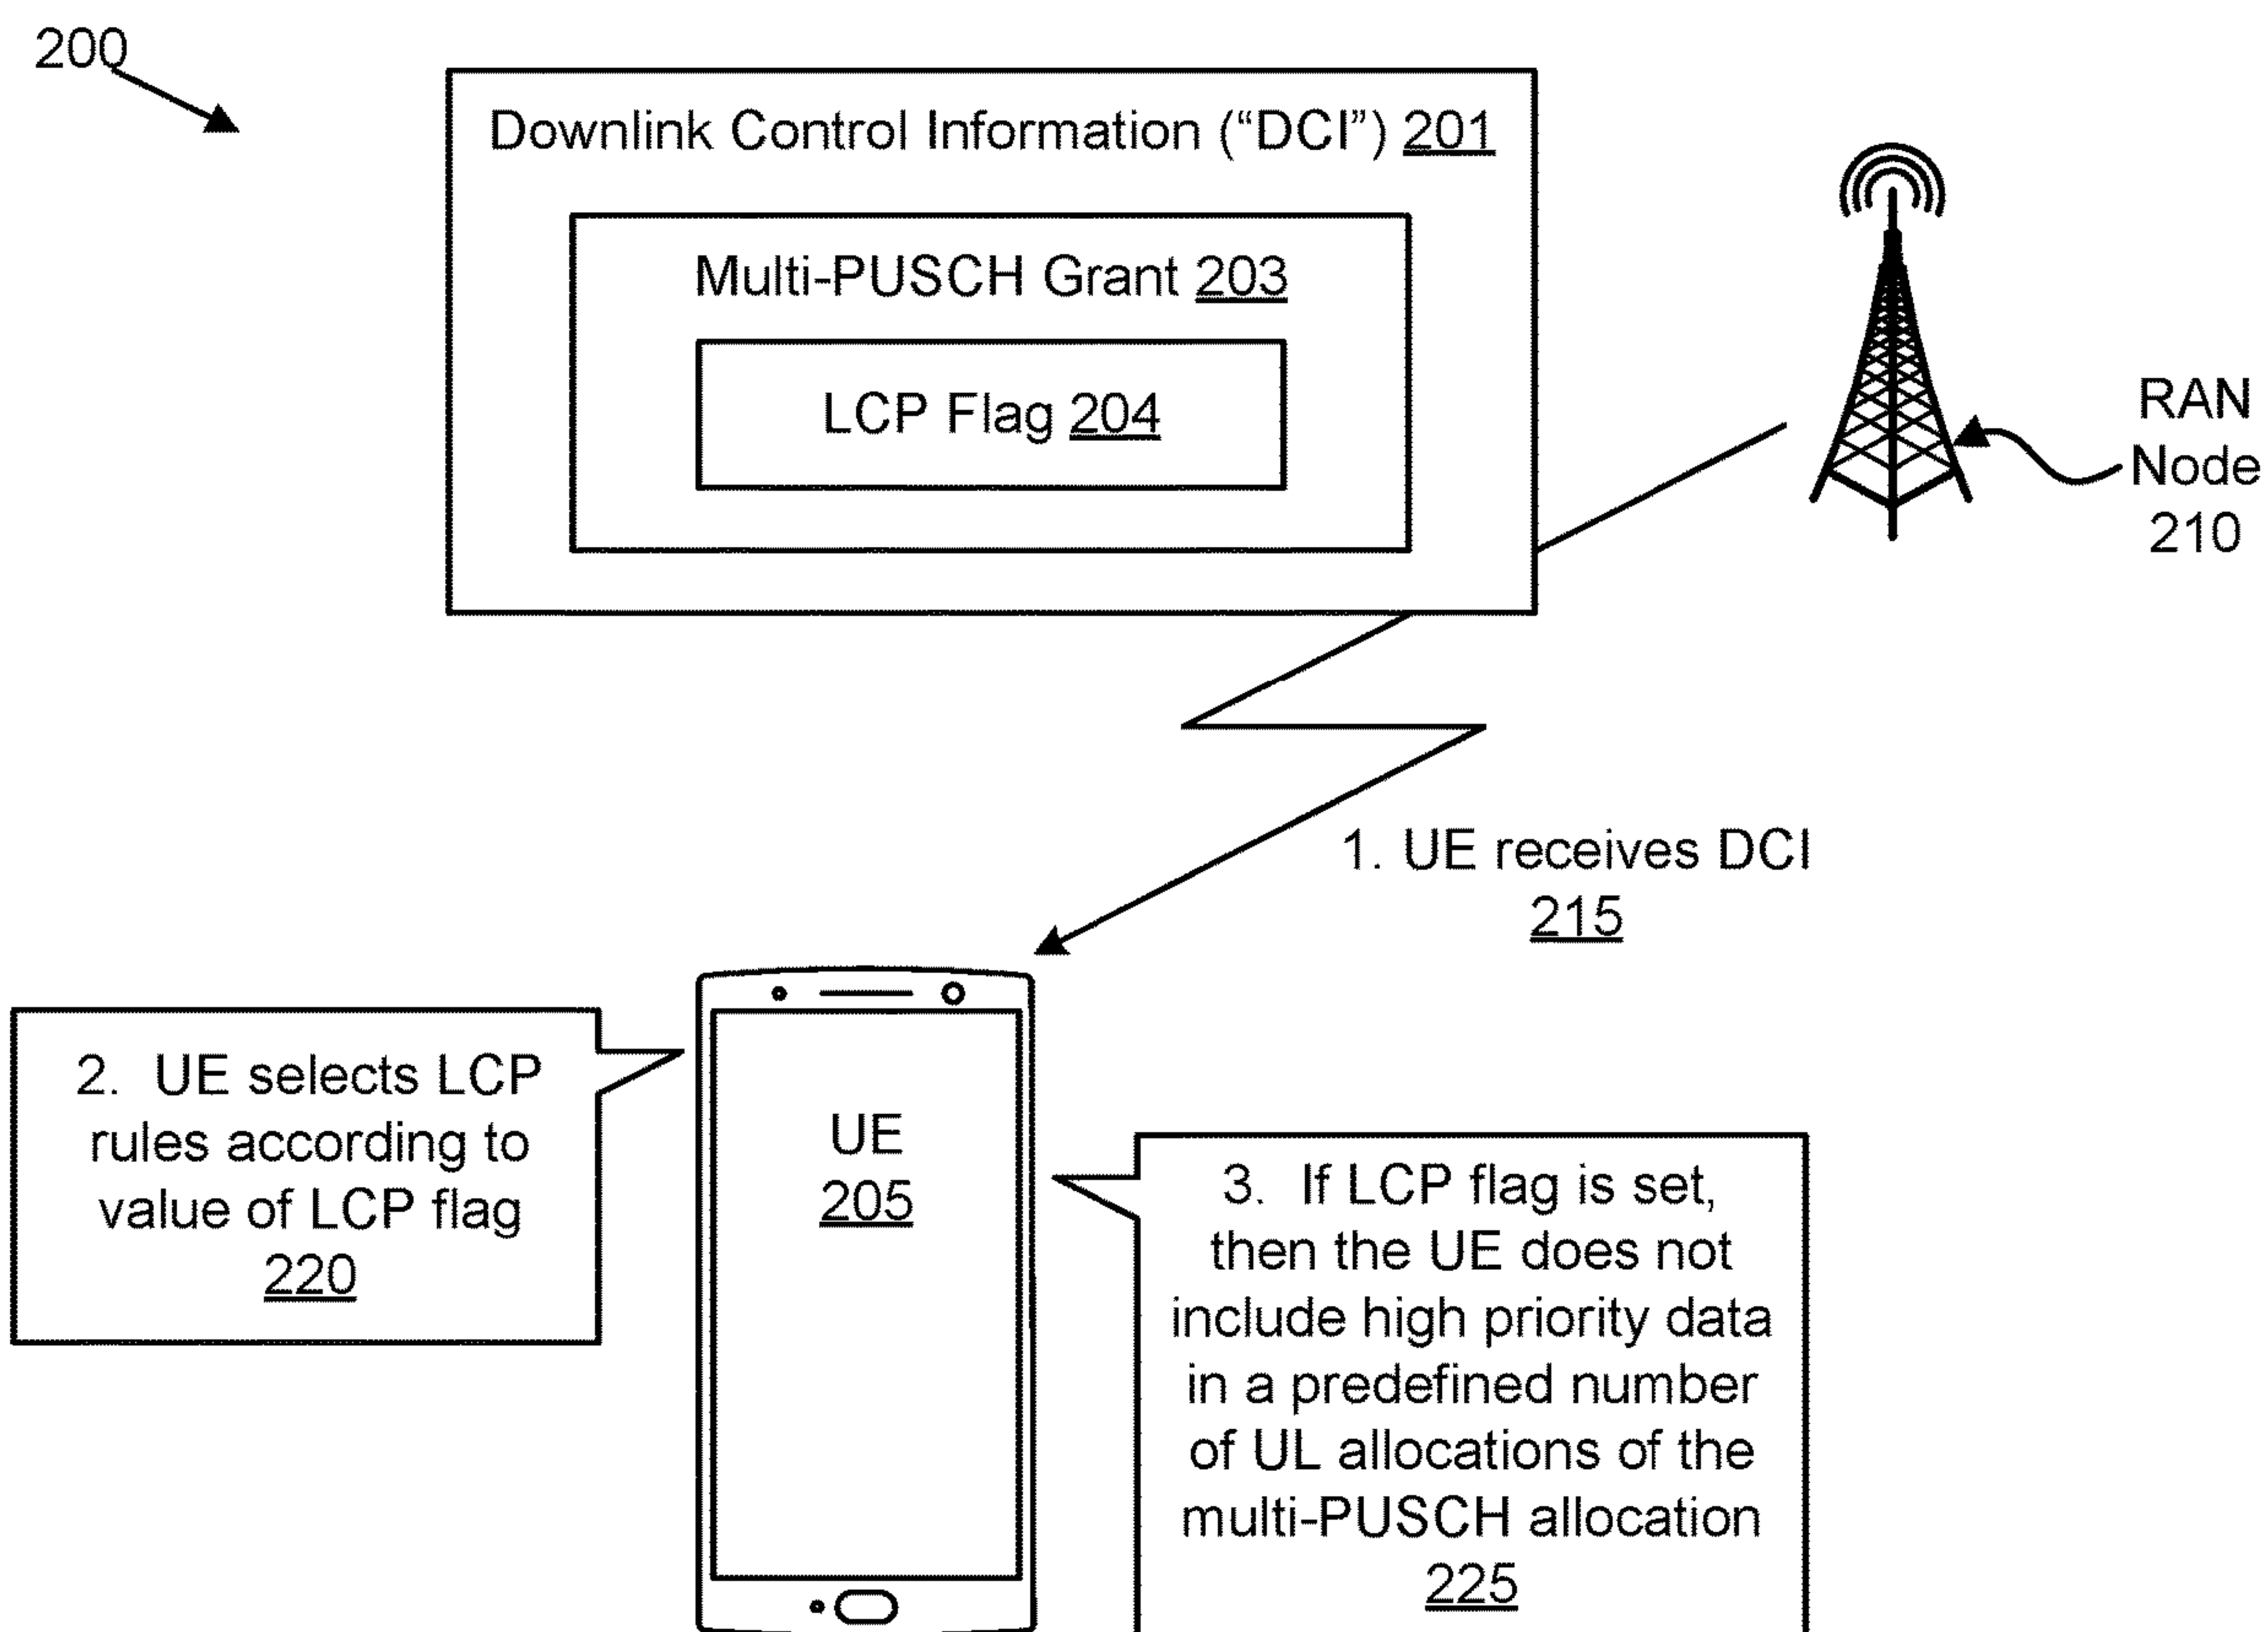 200
Downlink Control Information (“DCI”) 201
Multi-PUSCH Grant 203
LCP Flag 204
RAN
Node
210
1. UE receives DCI
215
2. UE selects LCP
rules according to
value of LCP flag
220
UE
205
3. If LCP flag is set,
then the UE does not
include high priority data
in a predefined number
of UL allocations of the
multi-PUSCH allocation
225